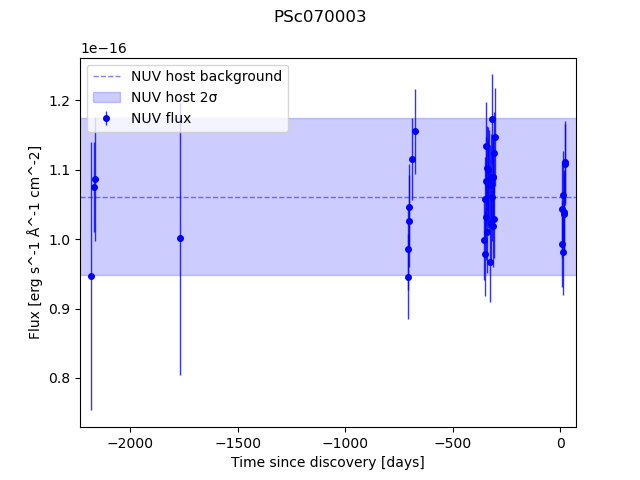 PSc070003
1e−16
NUV host background
NUV host 2σ
NUV flux
1.2
1.1
1.0
0.9
0.8
Flux [erg s^-1 Å^-1 cm^-2]
−2000 −1500 −1000 −500 0
Time since discovery [days]